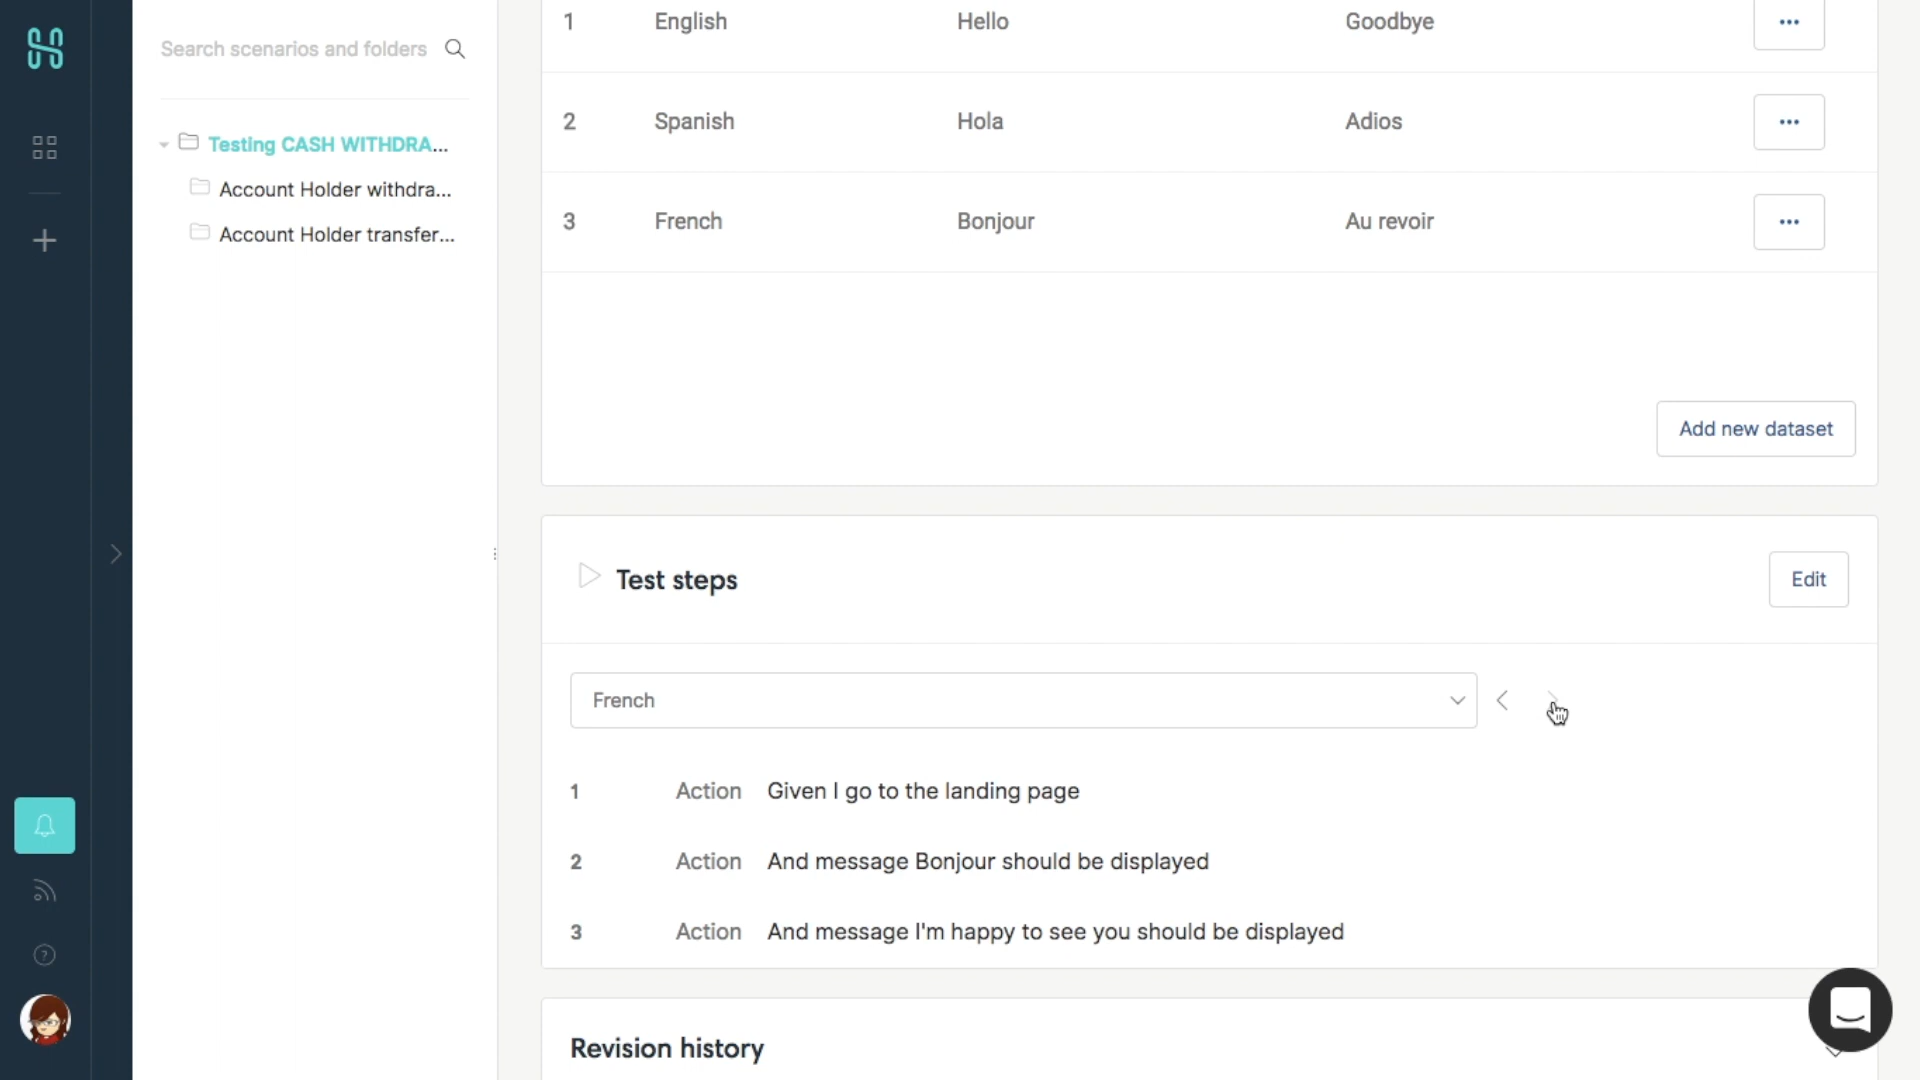 Search scenarios and folders
Testing CASH WITHDRA...
Account Holder withdra...
Account Holder transfer...
1 English Hello Goodbye
2 Spanish Hola Adios
3 French Bonjour Au revoir
Add new dataset
Test steps
Edit
French
1 Action Given I go to the landing page
2 Action And message Bonjour should be displayed
3 Action And message I'm happy to see you should be displayed
Revision history